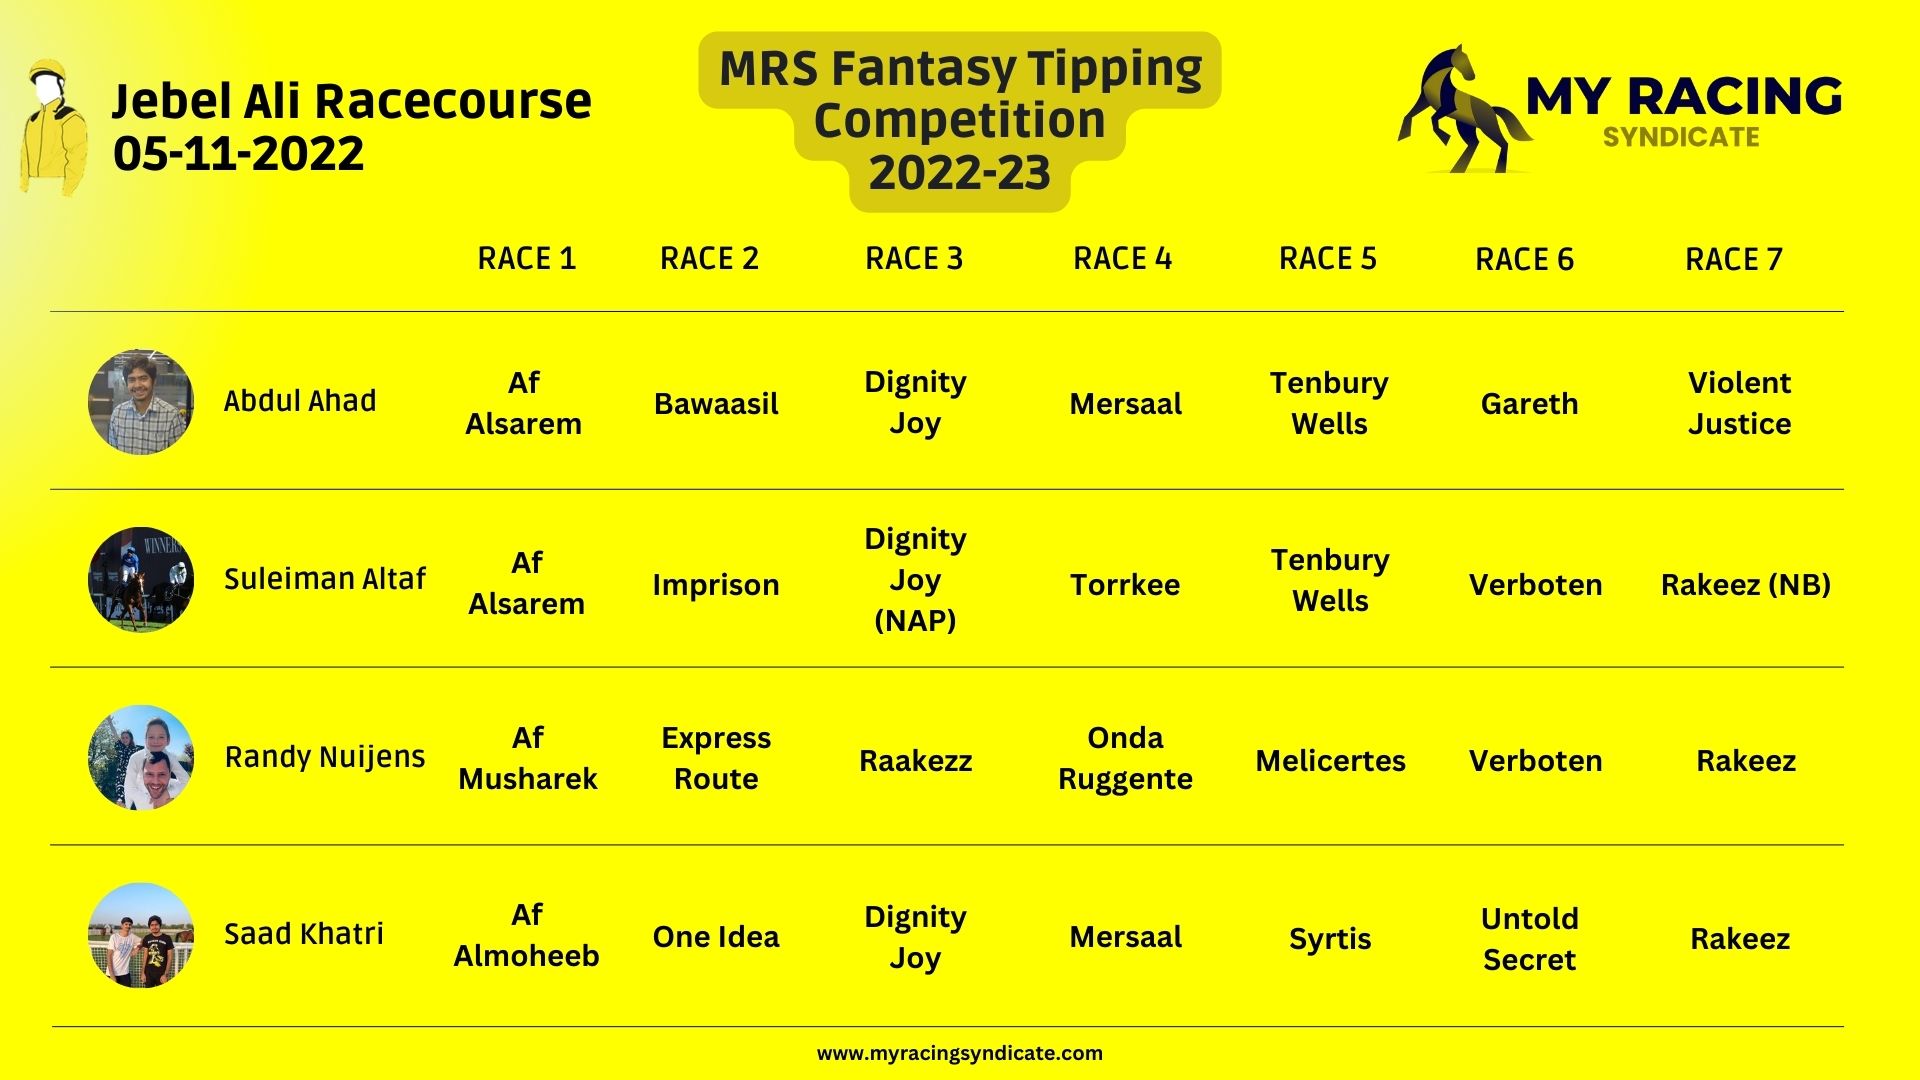 Jebel Ali Racecourse
05-11-2022
MRS Fantasy Tipping
Competition
2022-23
MY RACING
SYNDICATE
RACE 1 RACE 2 RACE 3 RACE 4 RACE 5 RACE 6 RACE 7
Abdul Ahad
Af
Alsarem
Bawaasil
Dignity
Joy
Mersaal
Tenbury
Wells
Gareth
Violent
Justice
WINNERS
Suleiman Altaf
Af
Alsarem
Imprison
Dignity
Joy
(NAP)
Torrkee
Tenbury
Wells
Verboten
Rakeez (NB)
Randy Nuijens
Af
Musharek
Express
Route
Raakezz
Onda
Ruggente
Melicertes
Verboten
Rakeez
Saad Khatri
Af
Almoheeb
One Idea
Dignity
Joy
Mersaal
Syrtis
Untold
Secret
Rakeez
www.myracingsyndicate.com